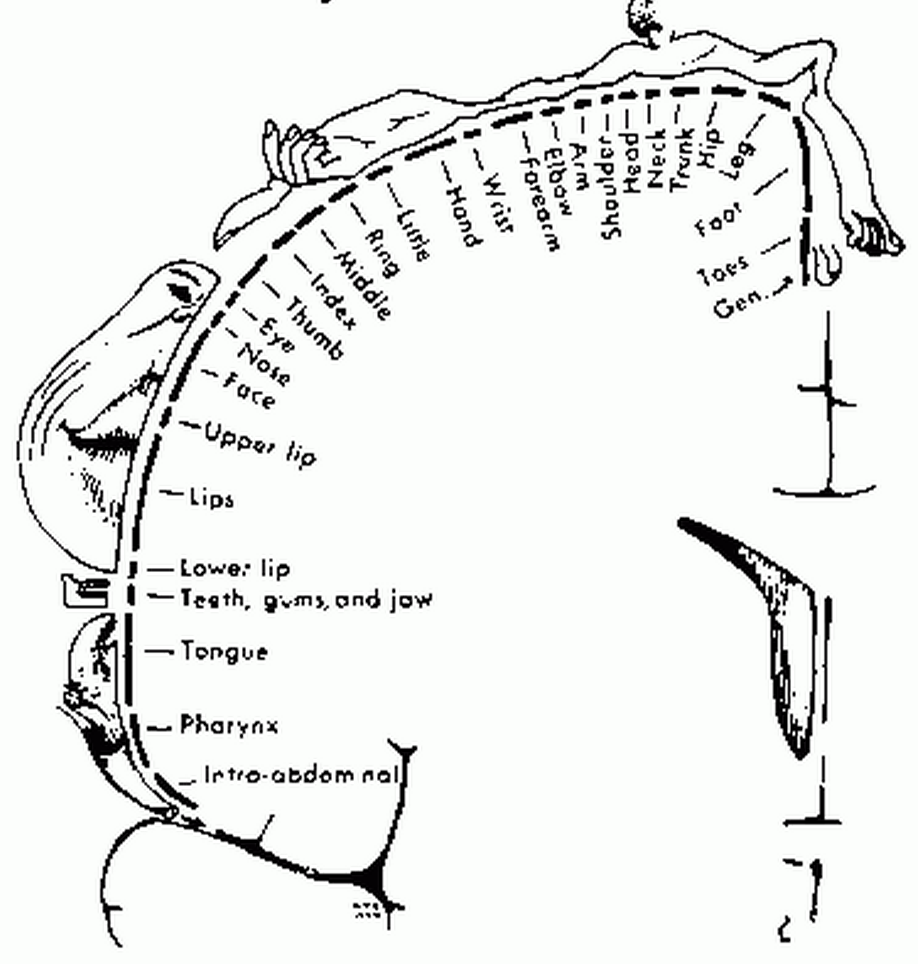 Intra-abdominal
Pharynx
Tongue
Teeth, gums, and jaw
Lower lip
Lips
Upper lip
Face
Nose
Eye
Thumb
Index
Middle
Ring
Little
Hand
Wrist
Forearm
Elbow
Arm
Shoulder
Head
Neck
Trunk
Hip
Leg
Foot
Toes
Gen.